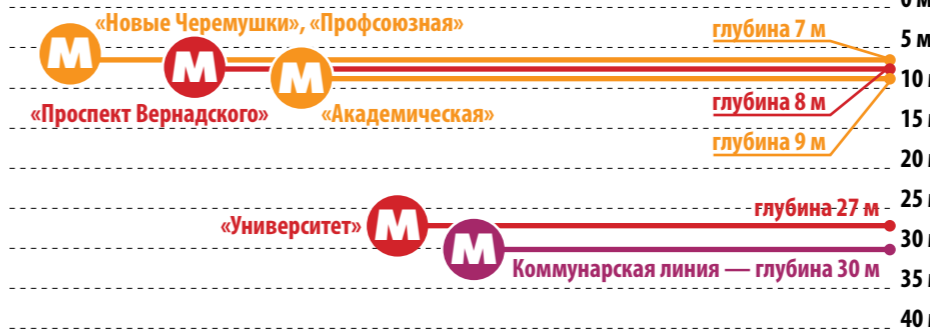 0 м
«Новые Черемушки», «Профсоюзная»
глубина 7 м
5 м
М
М
М
10 м
«Проспект Вернадского»
«Академическая»
глубина 8 м
15 м
глубина 9 м
20 м
25 м
глубина 27 м
«Университет»
М
М
30 м
Коммунарская линия — глубина 30 м
35 м
40 м